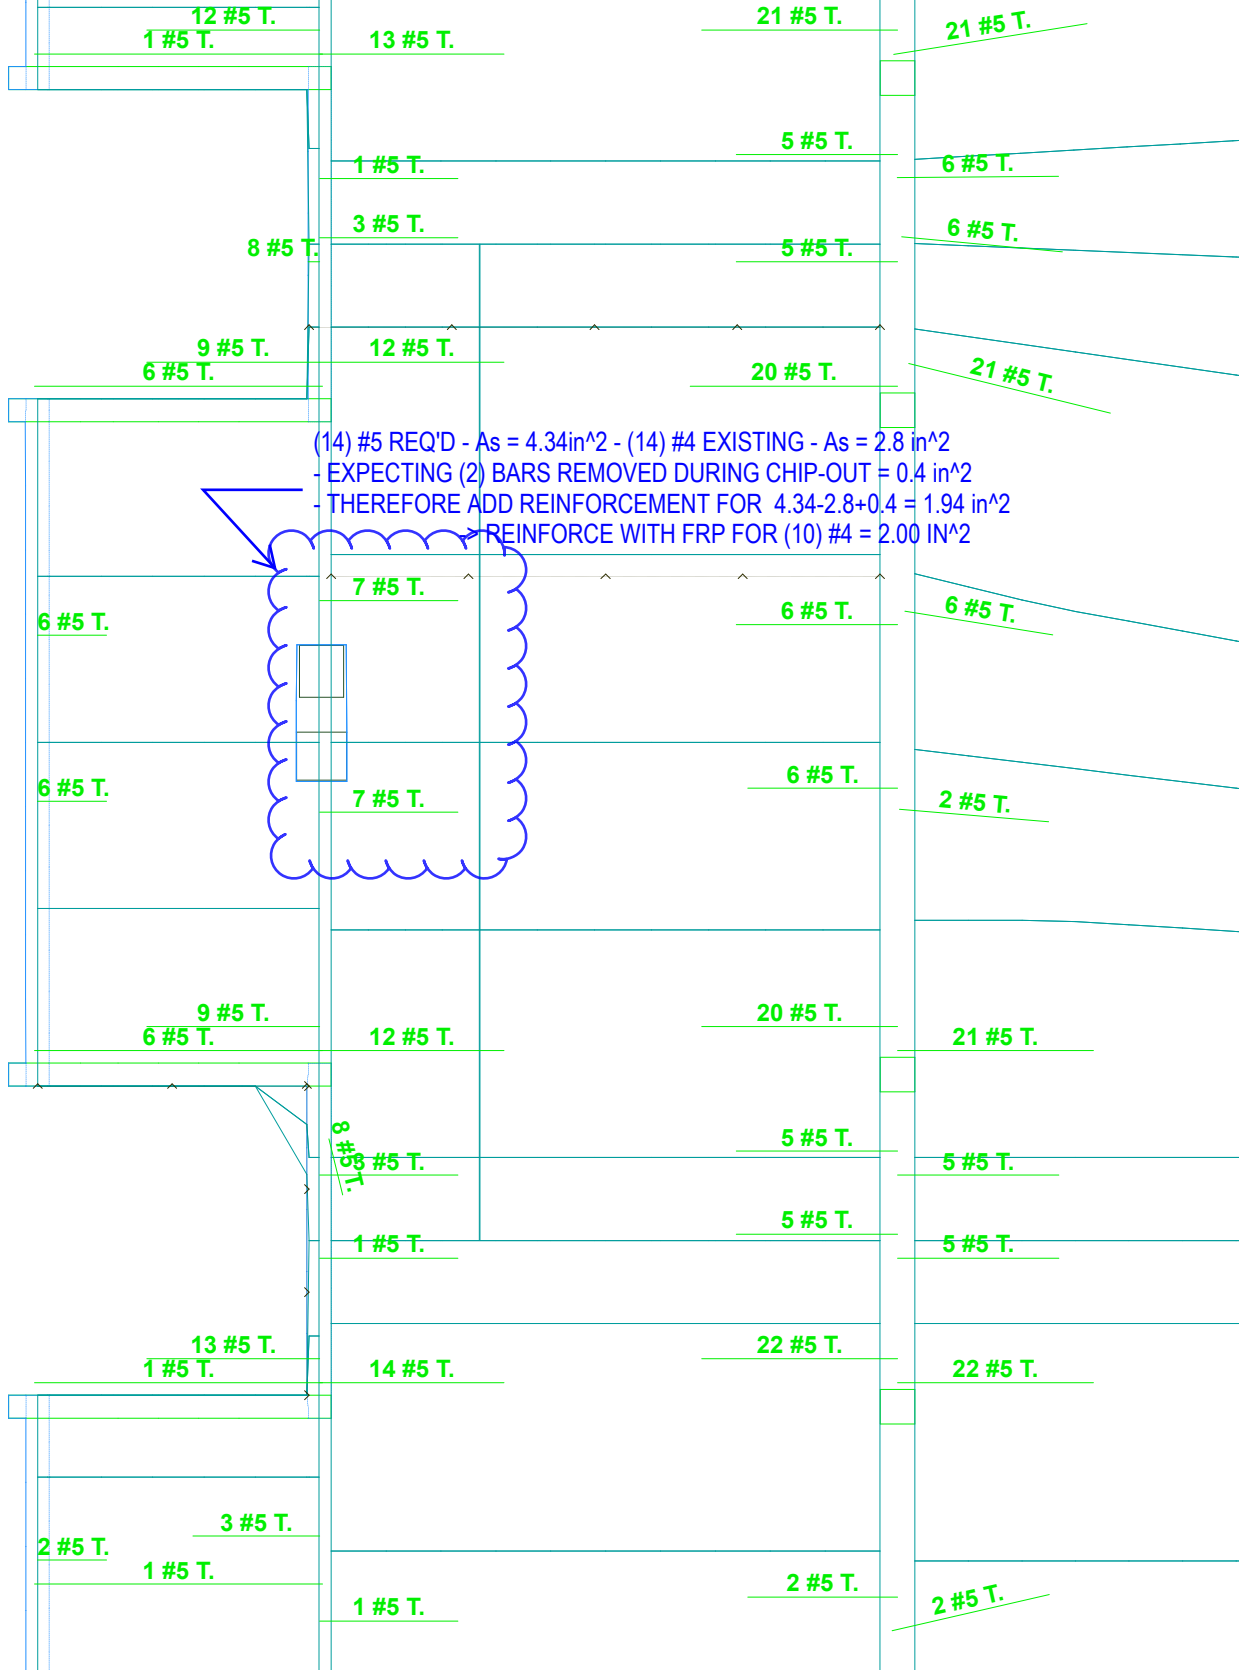 12 #5 T.
21 #5 T.
21 #5 T.
1 #5 T.
13 #5 T.
5 #5 T.
1 #5 T.
6 #5 T.
3 #5 T.
6 #5 T.
8 #5 T.
5 #5 T.
9 #5 T.
12 #5 T.
6 #5 T.
20 #5 T.
21 #5 T.
(14) #5 REQ'D - As = 4.34in^2 - (14) #4 EXISTING - As = 2.8 in^2
- EXPECTING (2) BARS REMOVED DURING CHIP-OUT = 0.4 in^2
- THEREFORE ADD REINFORCEMENT FOR 4.34-2.8+0.4 = 1.94 in^2
-> REINFORCE WITH FRP FOR (10) #4 = 2.00 IN^2
7 #5 T.
6 #5 T.
6 #5 T.
6 #5 T.
6 #5 T.
6 #5 T.
7 #5 T.
2 #5 T.
9 #5 T.
20 #5 T.
6 #5 T.
12 #5 T.
21 #5 T.
8 #5 T.
5 #5 T.
3 #5 T.
5 #5 T.
5 #5 T.
1 #5 T.
5 #5 T.
13 #5 T.
22 #5 T.
1 #5 T.
14 #5 T.
22 #5 T.
3 #5 T.
2 #5 T.
1 #5 T.
2 #5 T.
1 #5 T.
2 #5 T.